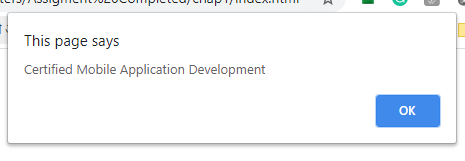 ters/Assigment%20Completed/chap1/index.html
This page says
Certified Mobile Application Development
OK